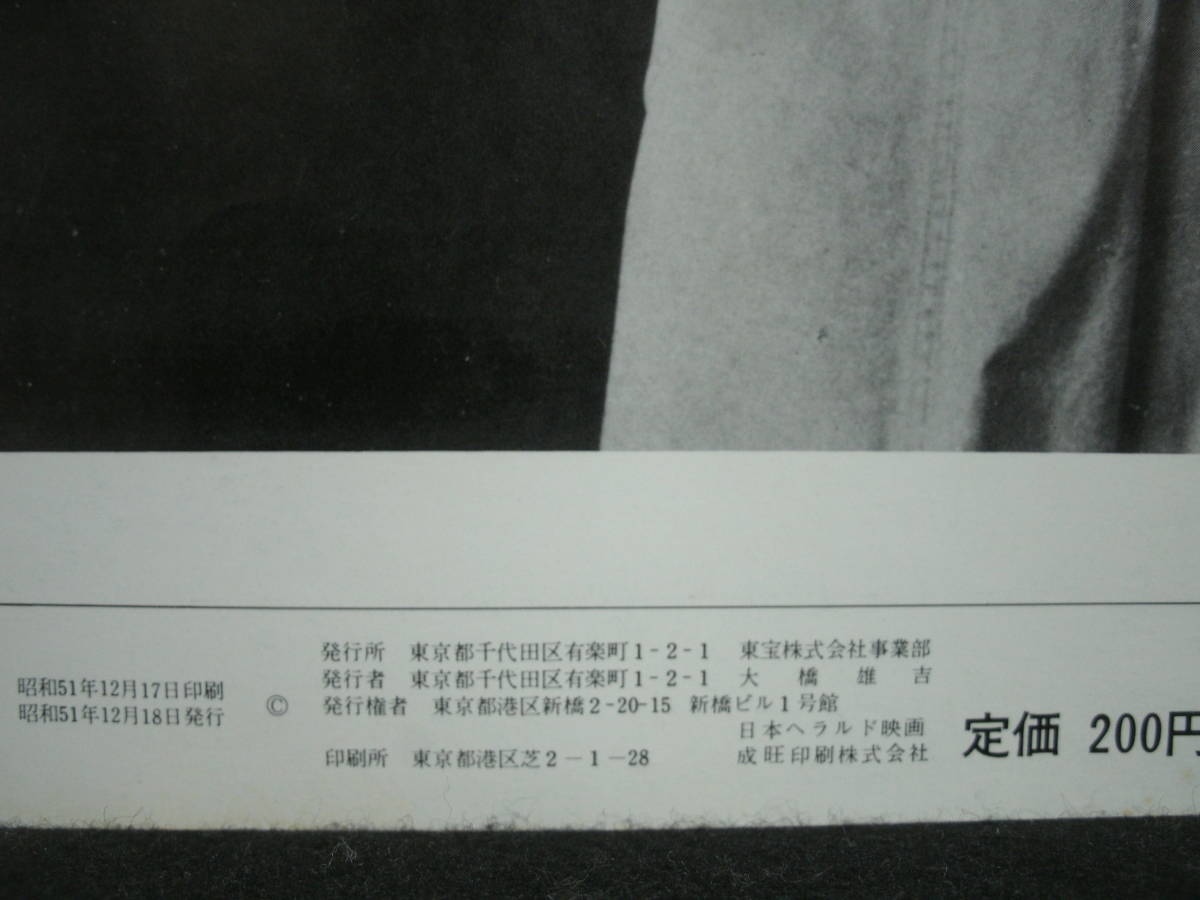 昭和51年12月17日印刷
昭和51年12月18日発行
©
発行所 東京都千代田区有楽町1-2-1 東宝株式会社事業部
発行者 東京都千代田区有楽町1-2-1 大橋雄吉
発行権者 東京都港区新橋2-20-15 新橋ビル1号館
日本ヘラルド映画
印刷所 東京都港区芝2-1-28 成旺印刷株式会社
定価 200円